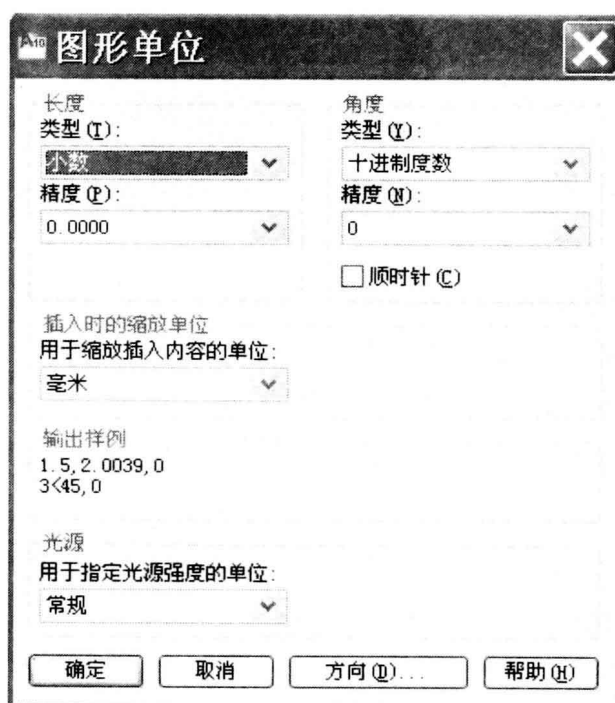 图形单位
长度
类型(T):
小数
精度(P):
0.0000
角度
类型(Y):
十进制度数
精度(N):
0
顺时针(C)
插入时的缩放单位
用于缩放插入内容的单位:
毫米
输出样例
1.5,2.0039,0
3<45,0
光源
用于指定光源强度的单位:
常规
确定
取消
方向(D)...
帮助(H)